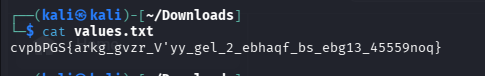 ┌──(kali㉿kali)-[~/Downloads]
└─$ cat values.txt
cvpbPGS{arkg_gvzr_V'yy_gel_2_ebhaqf_bs_ebg13_45559noq}